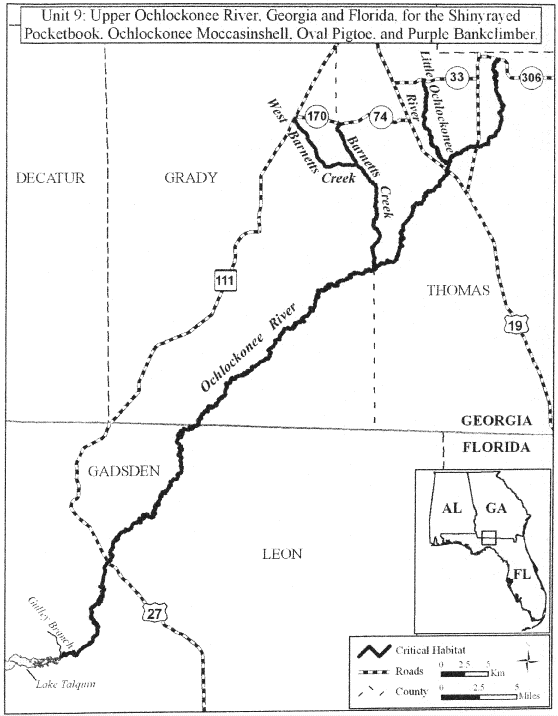 Unit 9: Upper Ochlockonee River, Georgia and Florida, for the Shinyrayed
Pocketbook, Ochlockonee Moccasinshell, Oval Pigtoe, and Purple Bankclimber.
33
306
Little Ochlockonee
River
170
74
West Barnetts
Creek
Barnetts
Creek
DECATUR
GRADY
111
THOMAS
19
Ochlockonee River
GEORGIA
FLORIDA
GADSDEN
LEON
AL
GA
FL
27
Gulley Branch
Lake Talquin
Critical Habitat
Roads
County
0 2.5 5
Km
0 2.5 5
Miles